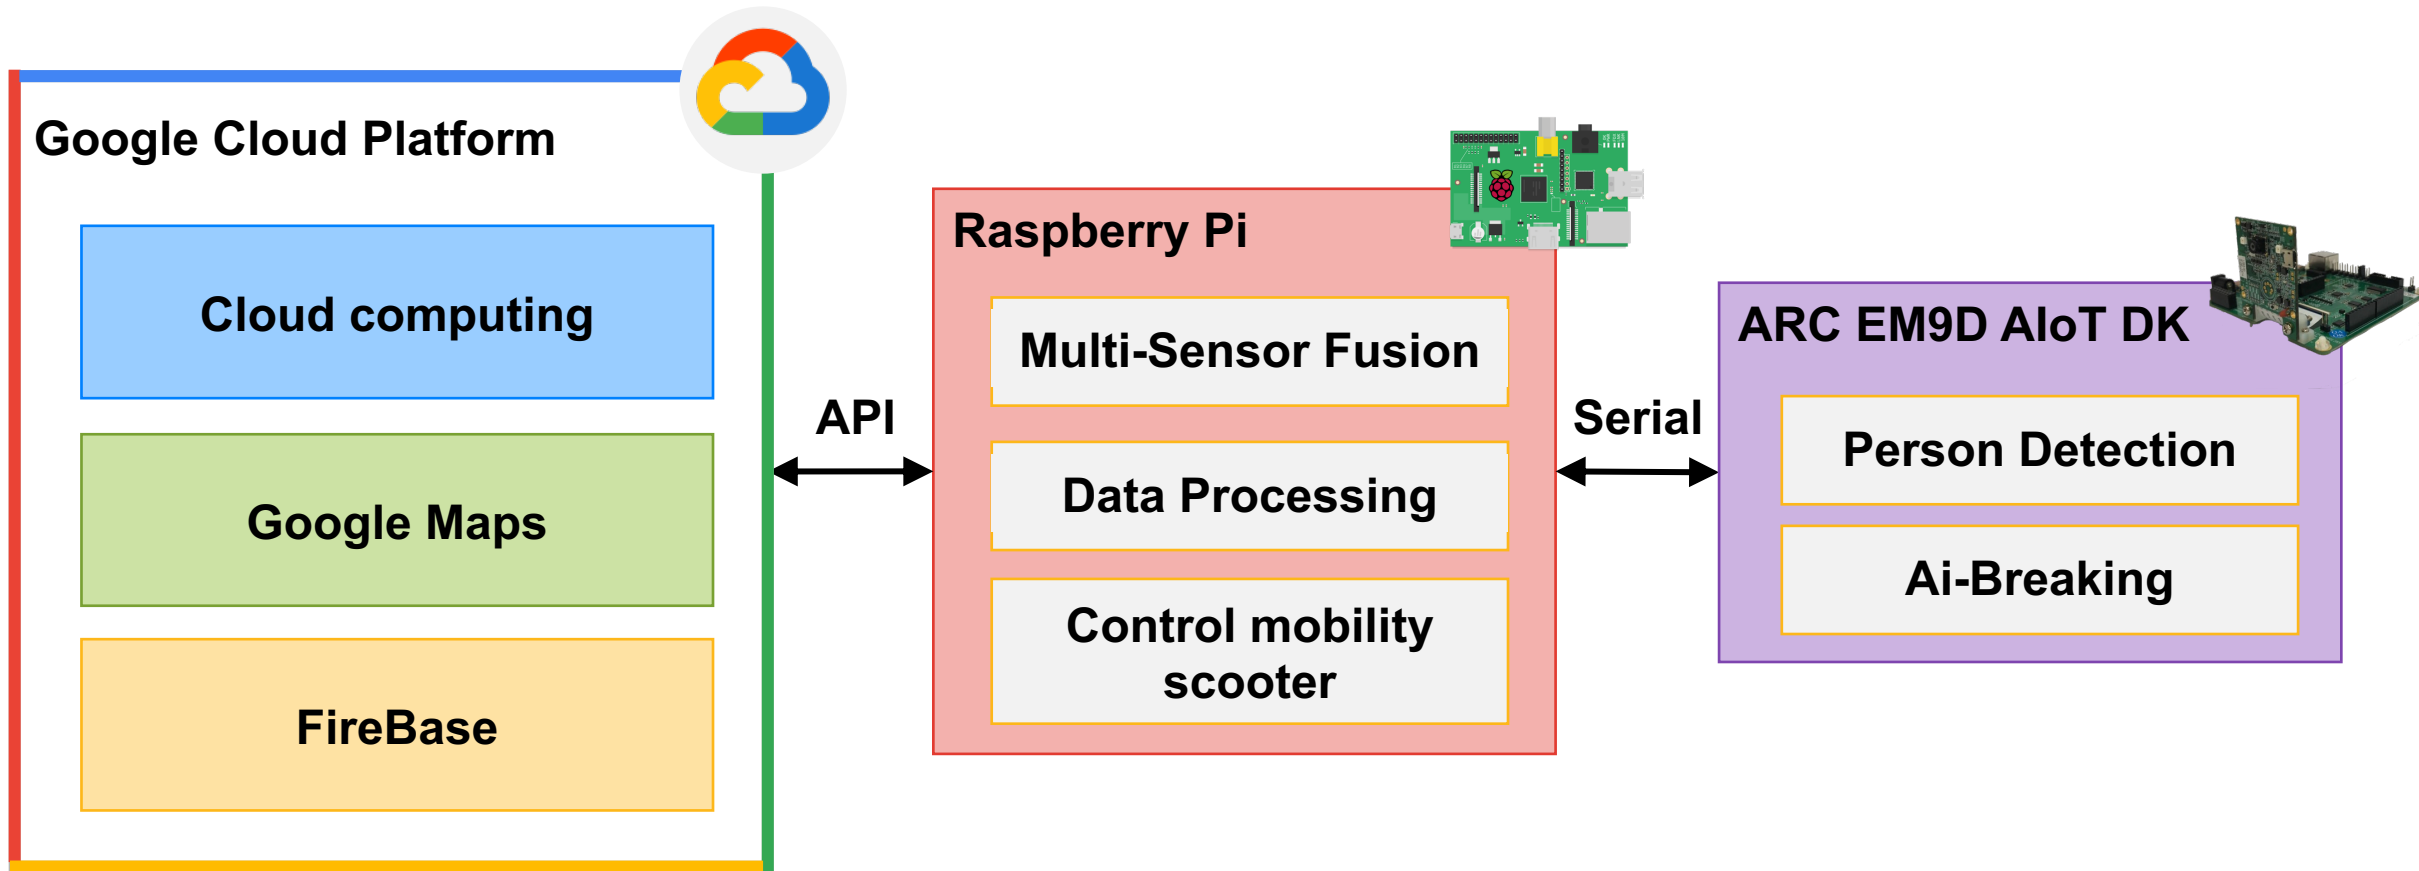 Google Cloud Platform
Cloud computing
Google Maps
FireBase
API
Raspberry Pi
Multi-Sensor Fusion
Data Processing
Control mobility
scooter
Serial
ARC EM9D AIoT DK
Person Detection
Ai-Breaking